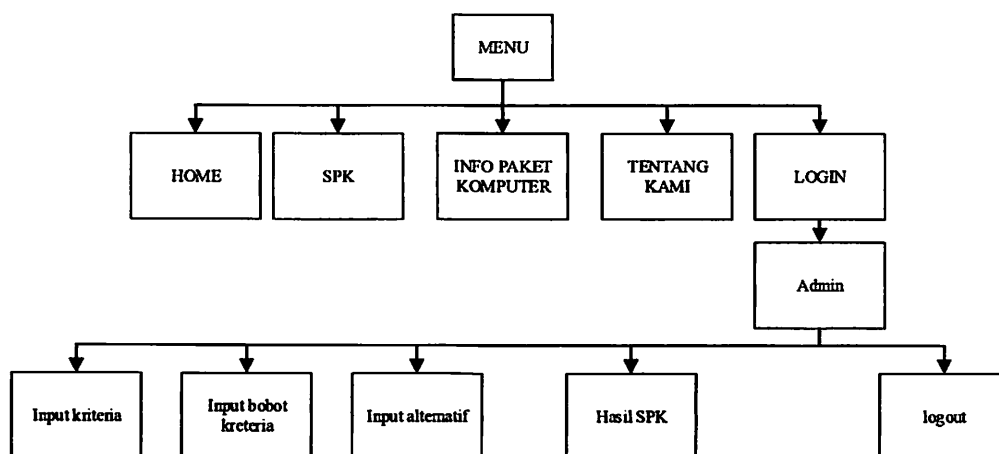 MENU
HOME
SPK
INFO PAKET
KOMPUTER
TENTANG
KAMI
LOGIN
Admin
Input kriteria
Input bobot
kreteria
Input alternatif
Hasil SPK
logout